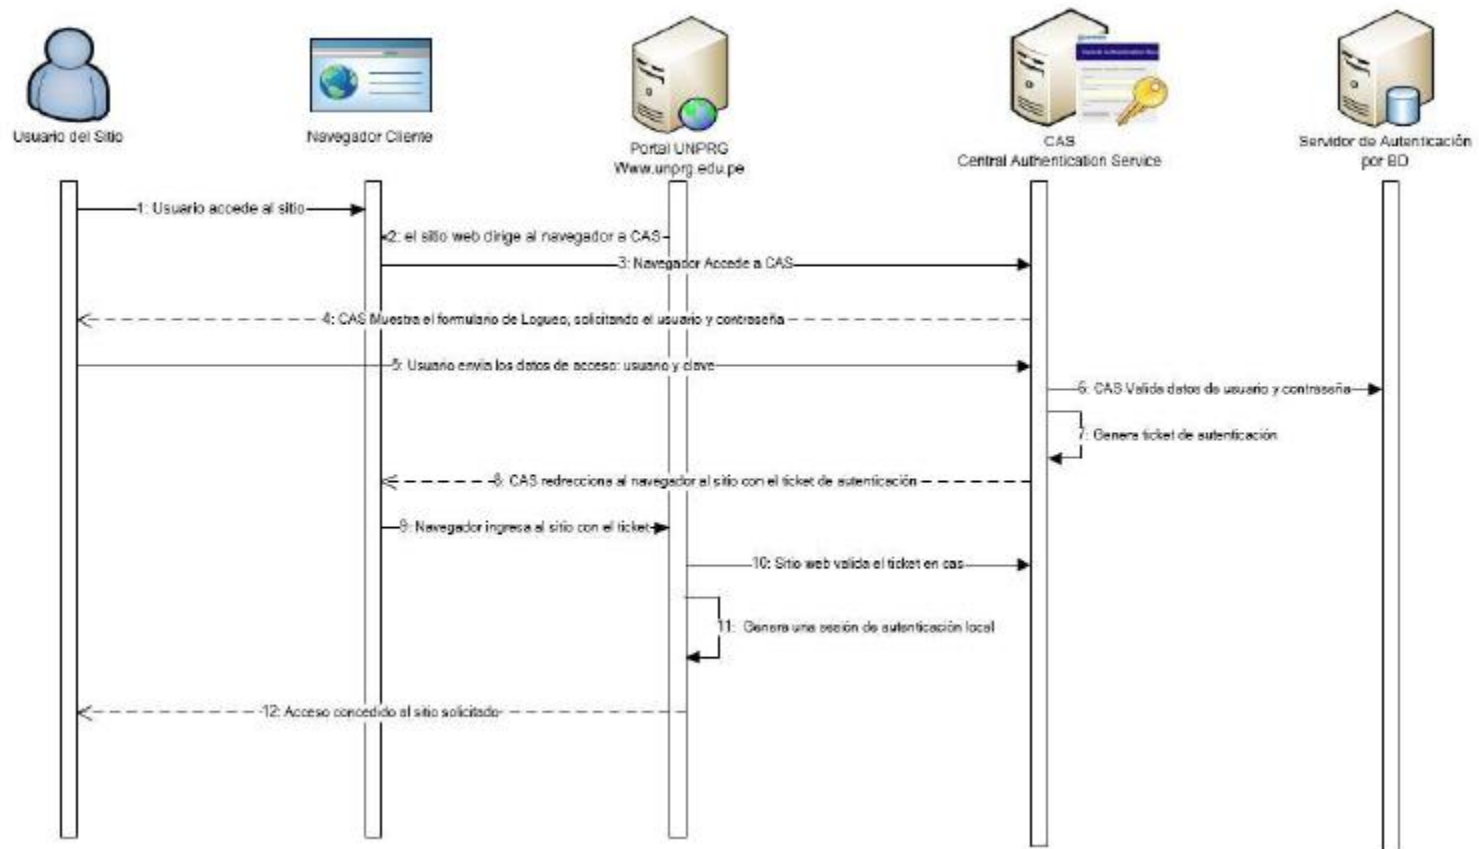 Usuario del Sitio
Navegador Cliente
Portal UNPRG
Www.unprg.edu.pe
CAS
Central Authentication Service
Servidor de Autenticación
por BD
1: Usuario accede al sitio
2: el sitio web dirige al navegador a CAS
3: Navegador Accede a CAS
4: CAS Muestra el formulario de Logueo, solicitando el usuario y contraseña
5: Usuario envía los datos de acceso: usuario y clave
6: CAS Valida datos de usuario y contraseña
7: Genera ticket de autenticación
8: CAS redrecciona al navegador al sitio con el ticket de autenticación
9: Navegador ingresa al sitio con el ticket
10: Sitio web valida el ticket en cas
11: Genera una sesión de autenticación local
12: Acceso concedido al sitio solicitado